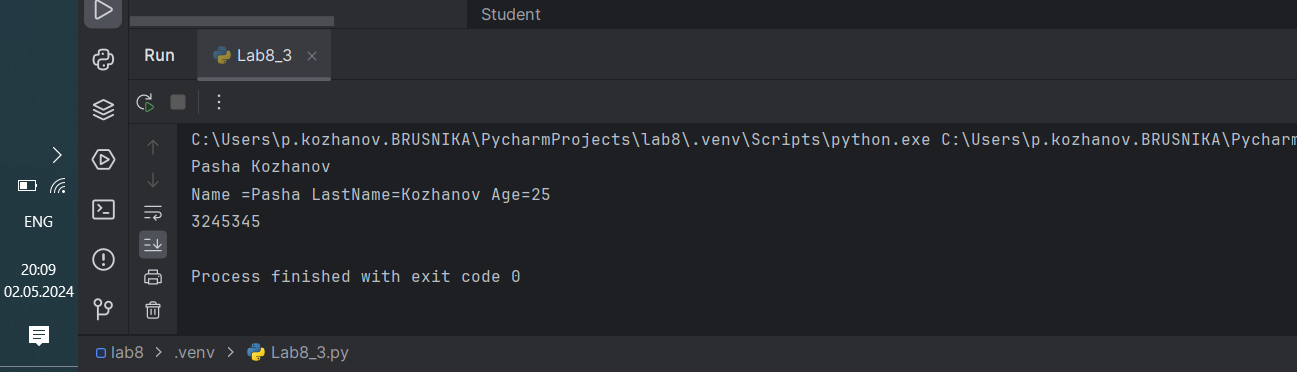 Student
Run Lab8_3
C:\Users\p.kozhanov.BRUSNIKA\PycharmProjects\lab8\.venv\Scripts\python.exe C:\Users\p.kozhanov.BRUSNIKA\Pycharm
Pasha Kozhanov
Name =Pasha LastName=Kozhanov Age=25
3245345
Process finished with exit code 0
ENG
20:09
02.05.2024
lab8 > .venv > Lab8_3.py